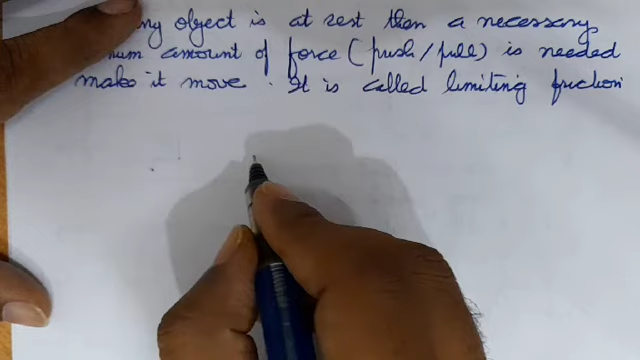 ny object is at rest then a necessary
num amount of force (push/pull) is needed
make it move. It is called limiting friction